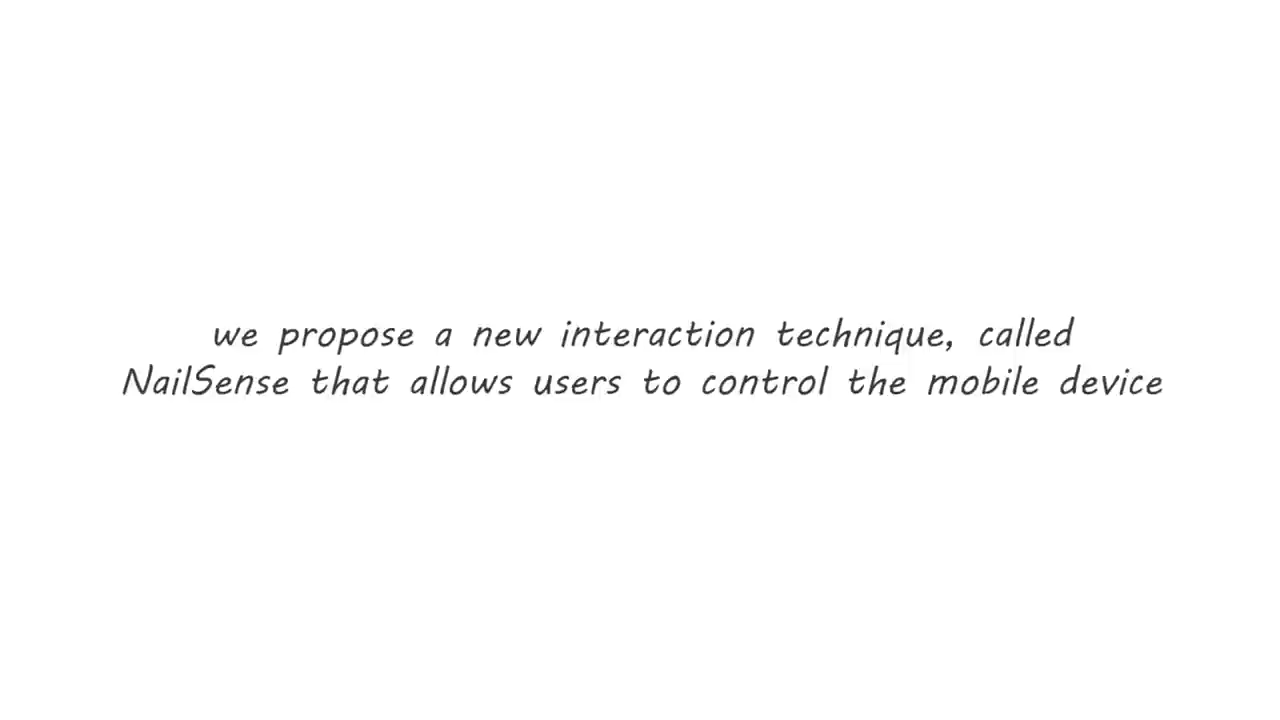 we propose a new interaction technique, called
NailSense that allows users to control the mobile device